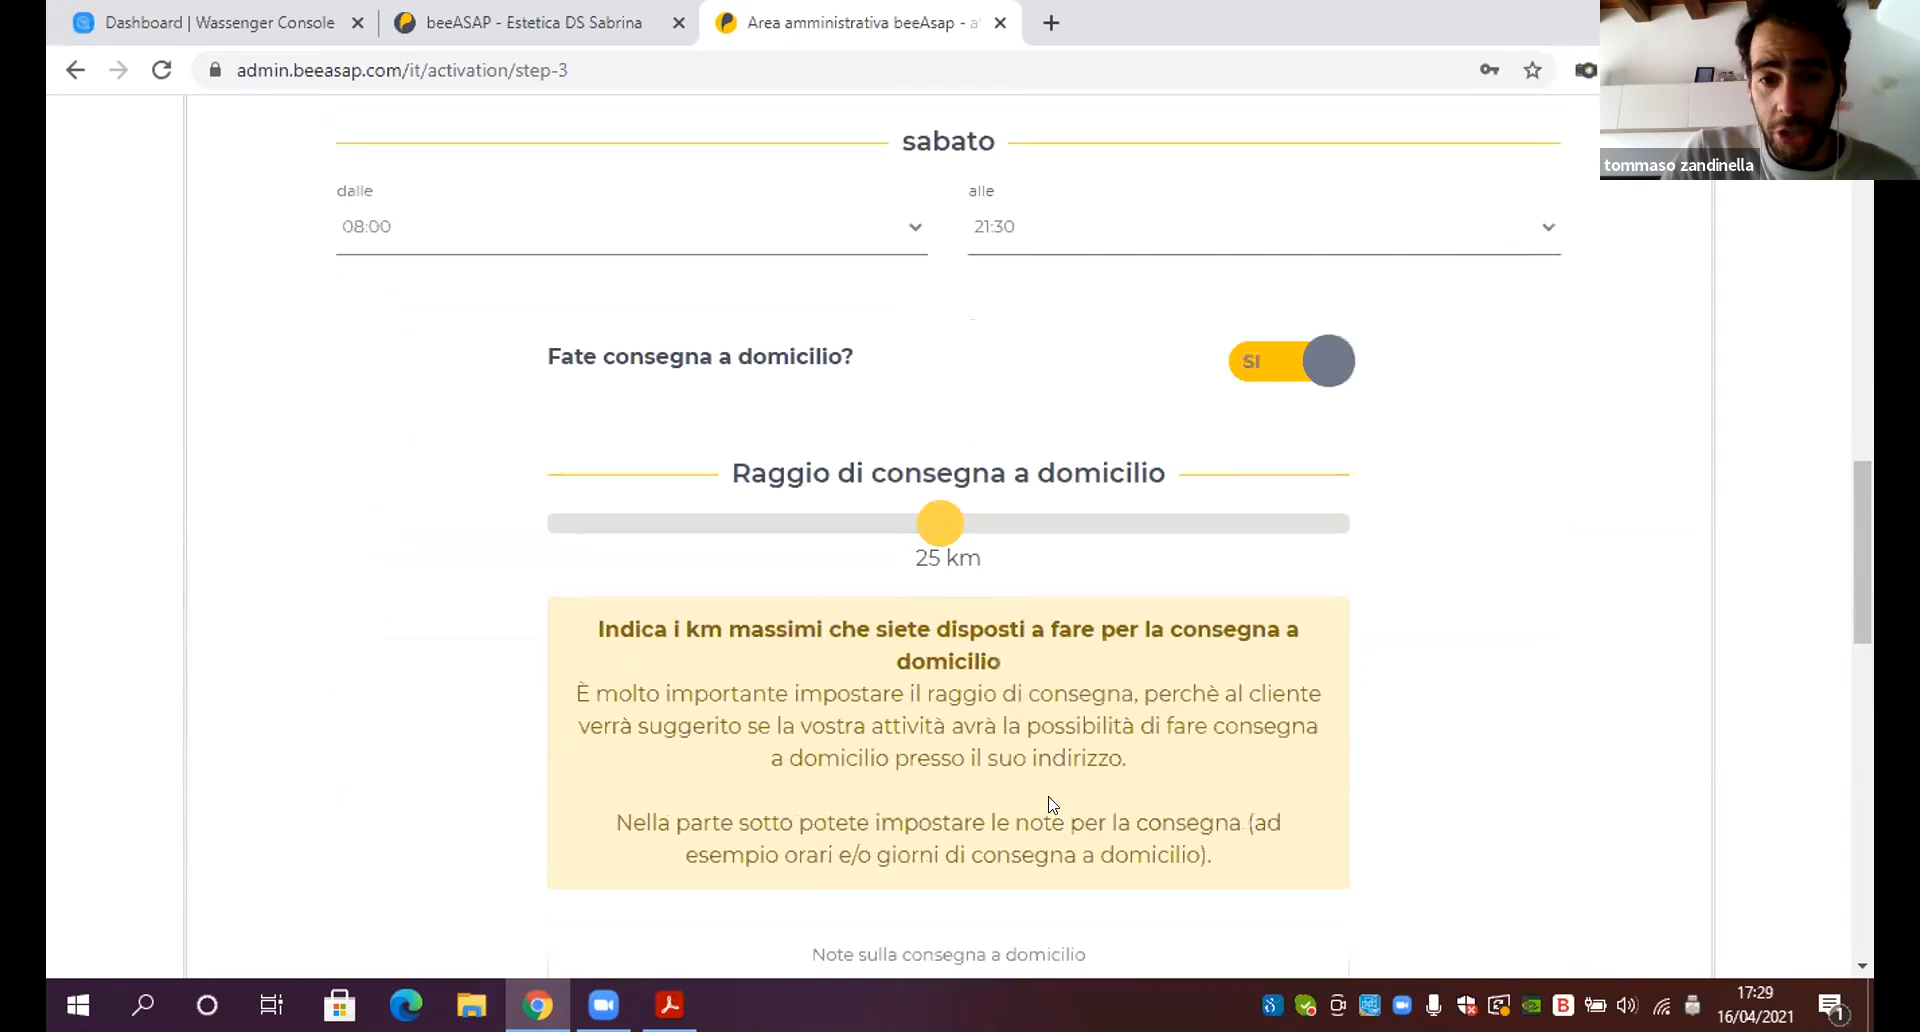 Dashboard | Wassenger Console
beeASAP - Estetica DS Sabrina
Area amministrativa beeAsap - at
admin.beeasap.com/it/activation/step-3
tommaso zandinella
sabato
dalle
alle
08:00
21:30
Fate consegna a domicilio?
SI
Raggio di consegna a domicilio
25 km
Indica i km massimi che siete disposti a fare per la consegna a
domicilio
È molto importante impostare il raggio di consegna, perchè al cliente
verrà suggerito se la vostra attività avrà la possibilità di fare consegna
a domicilio presso il suo indirizzo.
Nella parte sotto potete impostare le note per la consegna (ad
esempio orari e/o giorni di consegna a domicilio).
Note sulla consegna a domicilio
17:29
16/04/2021